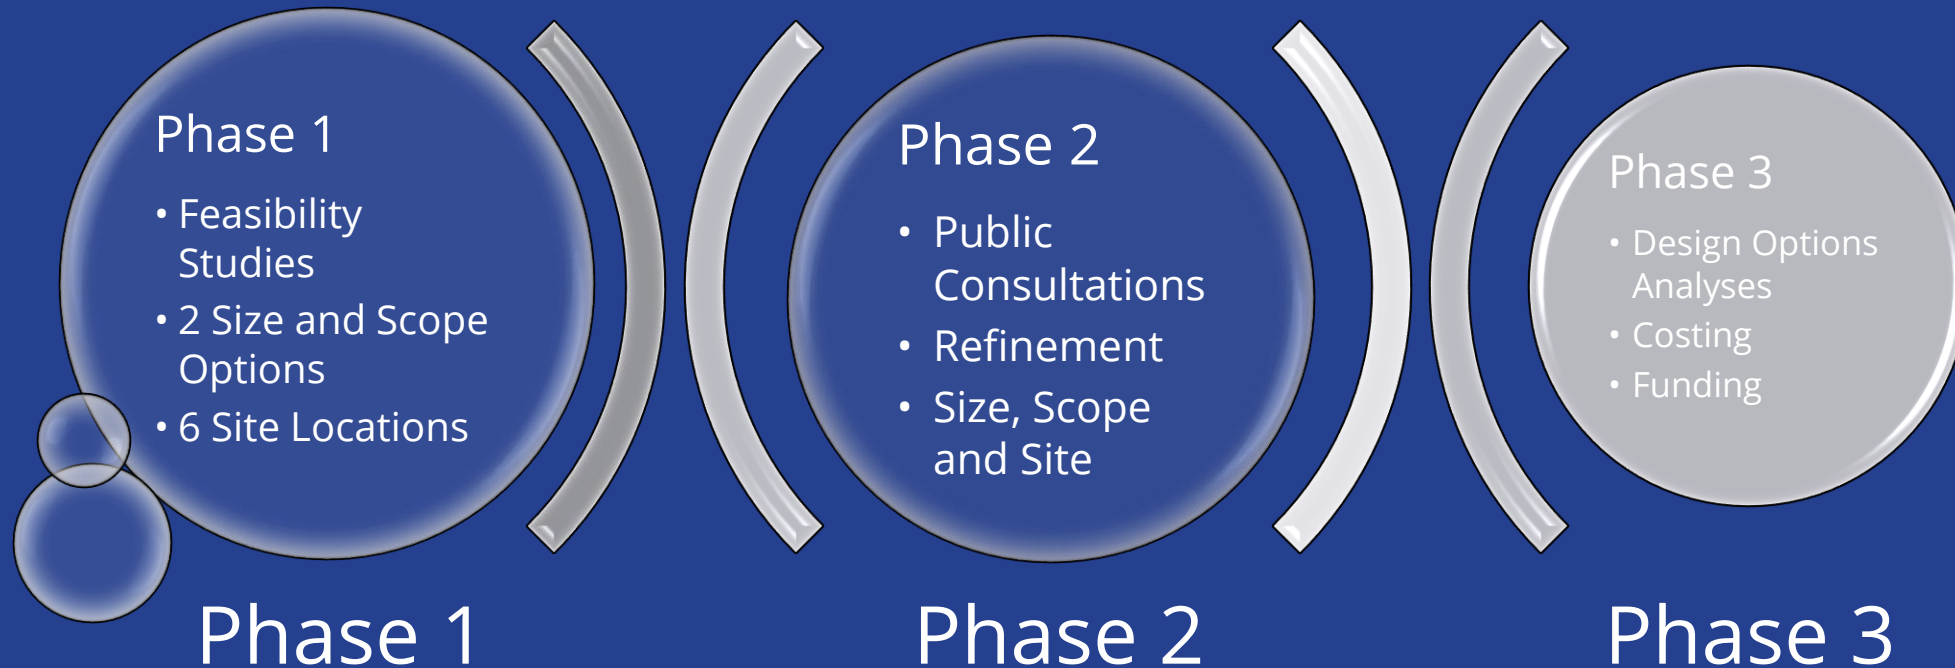 Phase 1
• Feasibility
Studies
• 2 Size and Scope
Options
• 6 Site Locations
Phase 2
• Public
Consultations
• Refinement
• Size, Scope
and Site
Phase 3
• Design Options
Analyses
• Costing
• Funding
Phase 1
Phase 2
Phase 3